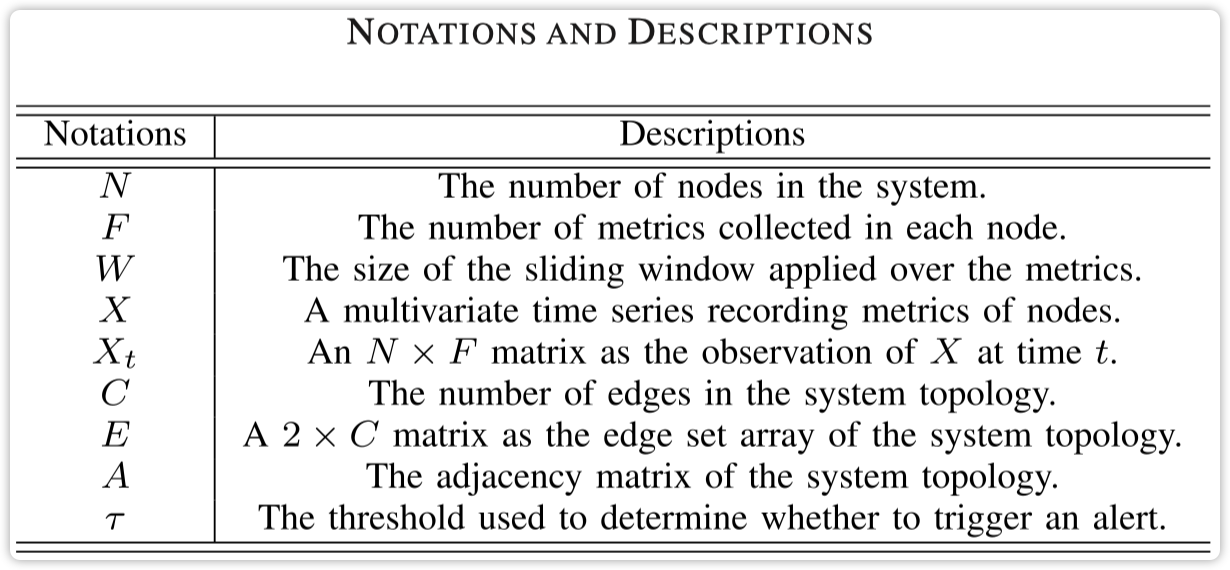 NOTATIONS AND DESCRIPTIONS
Notations Descriptions
N The number of nodes in the system.
F The number of metrics collected in each node.
W The size of the sliding window applied over the metrics.
X A multivariate time series recording metrics of nodes.
X_t An N × F matrix as the observation of X at time t.
C The number of edges in the system topology.
E A 2 × C matrix as the edge set array of the system topology.
A The adjacency matrix of the system topology.
τ The threshold used to determine whether to trigger an alert.